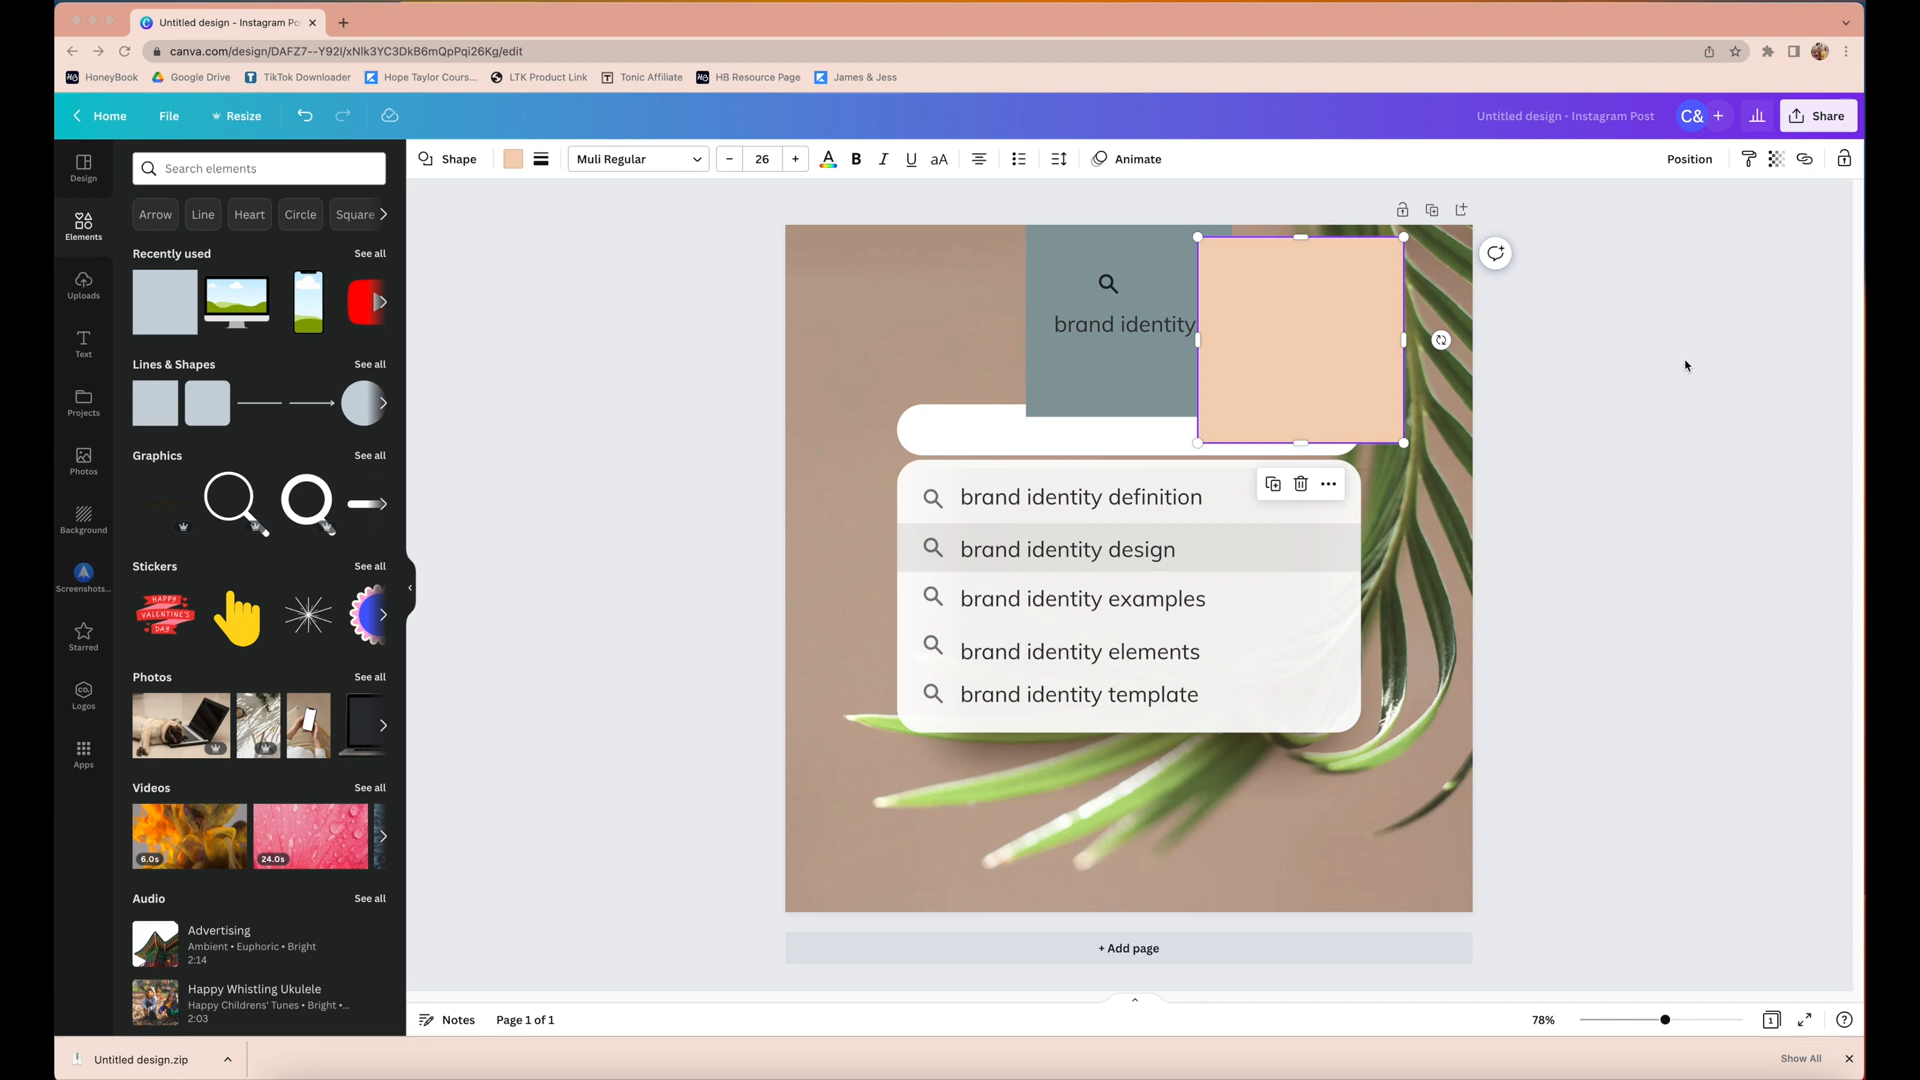 Untitled design - Instagram Po
canva.com/design/DAFZ7--Y92I/xNlk3YC3DkB6mQpPqi26Kg/edit
HoneyBook
Google Drive
TikTok Downloader
Hope Taylor Cours...
LTK Product Link
Tonic Affiliate
HB Resource Page
James & Jess
Home
File
Resize
Untitled design - Instagram Post
C&
Share
Search elements
Shape
Muli Regular
26
B
I
U
aA
Animate
Position
Design
Elements
Uploads
Text
Projects
Photos
Background
Screenshots...
Starred
Logos
Apps
Arrow
Line
Heart
Circle
Square
Recently used
See all
Lines & Shapes
See all
Graphics
See all
Stickers
See all
HAPPY
VALENTINE'S
DAY
Photos
See all
Videos
See all
6.0s
24.0s
Audio
See all
Advertising
Ambient • Euphoric • Bright
2:14
Happy Whistling Ukulele
Happy Childrens' Tunes • Bright •...
2:03
brand identity
brand identity definition
brand identity design
brand identity examples
brand identity elements
brand identity template
+ Add page
Notes
Page 1 of 1
78%
1
Untitled design.zip
Show All